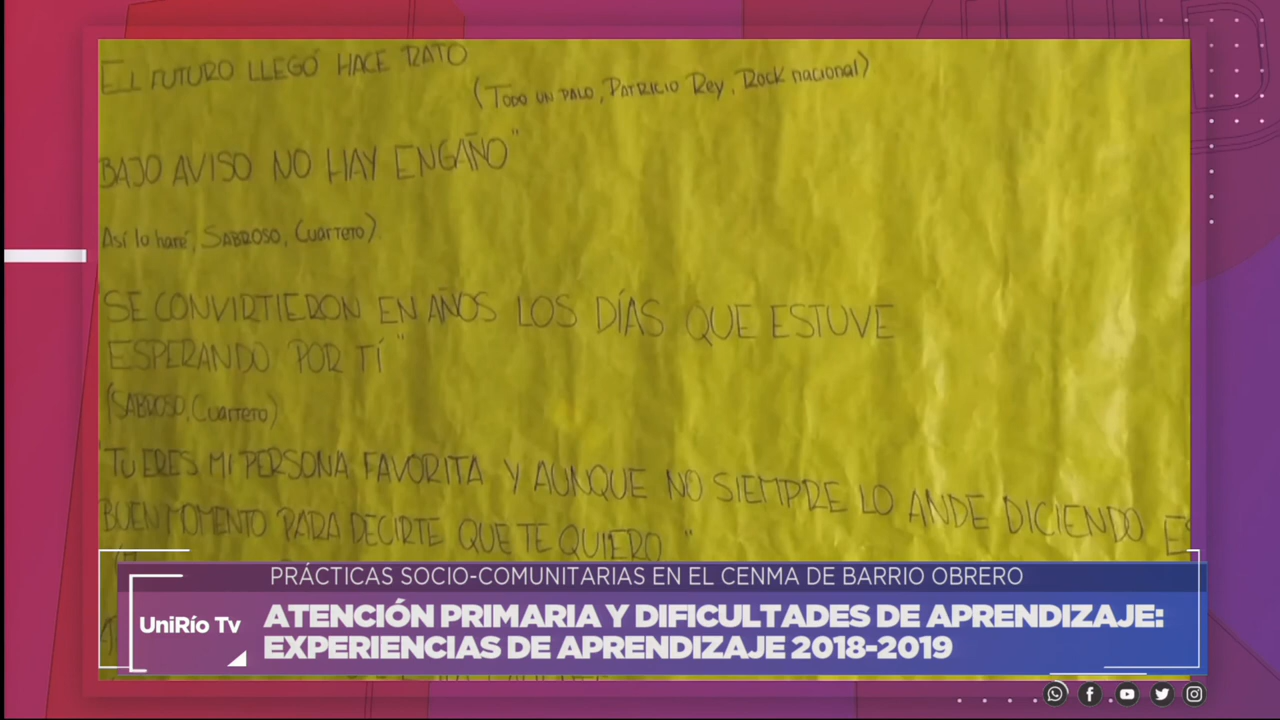 EL FUTURO LLEGÓ HACE RATO
(TODO UN PALO, PATRICIO Rey, Rock nacional)
BAJO AVISO NO HAY ENGAÑO"
Así lo haré, SABROSO, Cuarteto).
SE CONVIRTIERON EN AÑOS LOS DÍAS QUE ESTUVE
ESPERANDO POR TÍ"
(SABROSO, Cuarteto)
"TU ERES MI PERSONA FAVORITA Y AUNQUE NO SIEMPRE LO ANDE DICIENDO ES
BUEN MOMENTO PARA DECIRTE QUE TE QUIERO"
PRÁCTICAS SOCIO-COMUNITARIAS EN EL CENMA DE BARRIO OBRERO
UniRío Tv
ATENCIÓN PRIMARIA Y DIFICULTADES DE APRENDIZAJE:
EXPERIENCIAS DE APRENDIZAJE 2018-2019